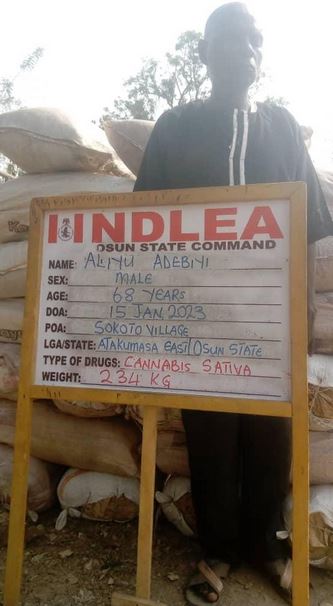 NDLEA
OSUN STATE COMMAND
NAME: ALIYU ADEBIYI
SEX: MALE
AGE: 68 YEARS
DOA: 15 JAN 2023
POA: SOKOTO VILLAGE
LGA/STATE: ATAKUMASA EAST/OSUN STATE
TYPE OF DRUGS: CANNABIS SATIVA
WEIGHT: 234 KG